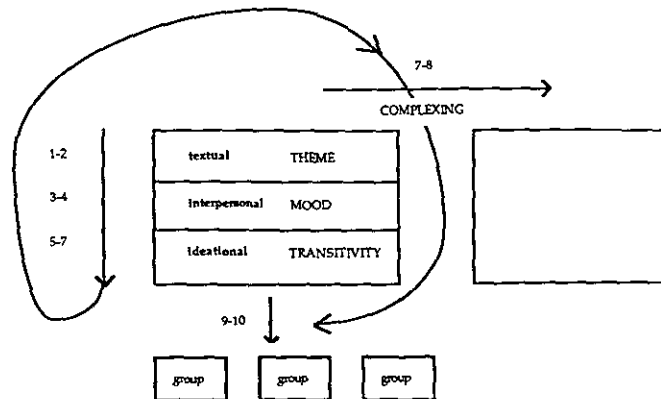 7-8
COMPLEXING
1-2
textual THEME
3-4
interpersonal MOOD
5-7
ideational TRANSITIVITY
9-10
group group group